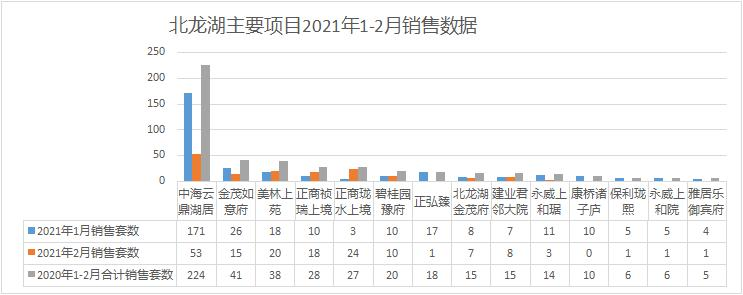 北龙湖主要项目2021年1-2月销售数据
250
200
150
100
50
0
中海云鼎湖居 金茂如意府 美林上苑 正商祯瑞上境 正商珑水上境 碧桂园豫府 正弘臻 北龙湖金茂府 建业君邻大院 永威上和琚 康桥诸子庐 保利珑熙 永威上和院 雅居乐御宾府
2021年1月销售套数 171 26 18 10 3 10 17 8 7 11 10 5 5 4
2021年2月销售套数 53 15 20 18 24 10 1 7 8 3 0 1 1 1
2020年1-2月合计销售套数 224 41 38 28 27 20 18 15 15 14 10 6 6 5